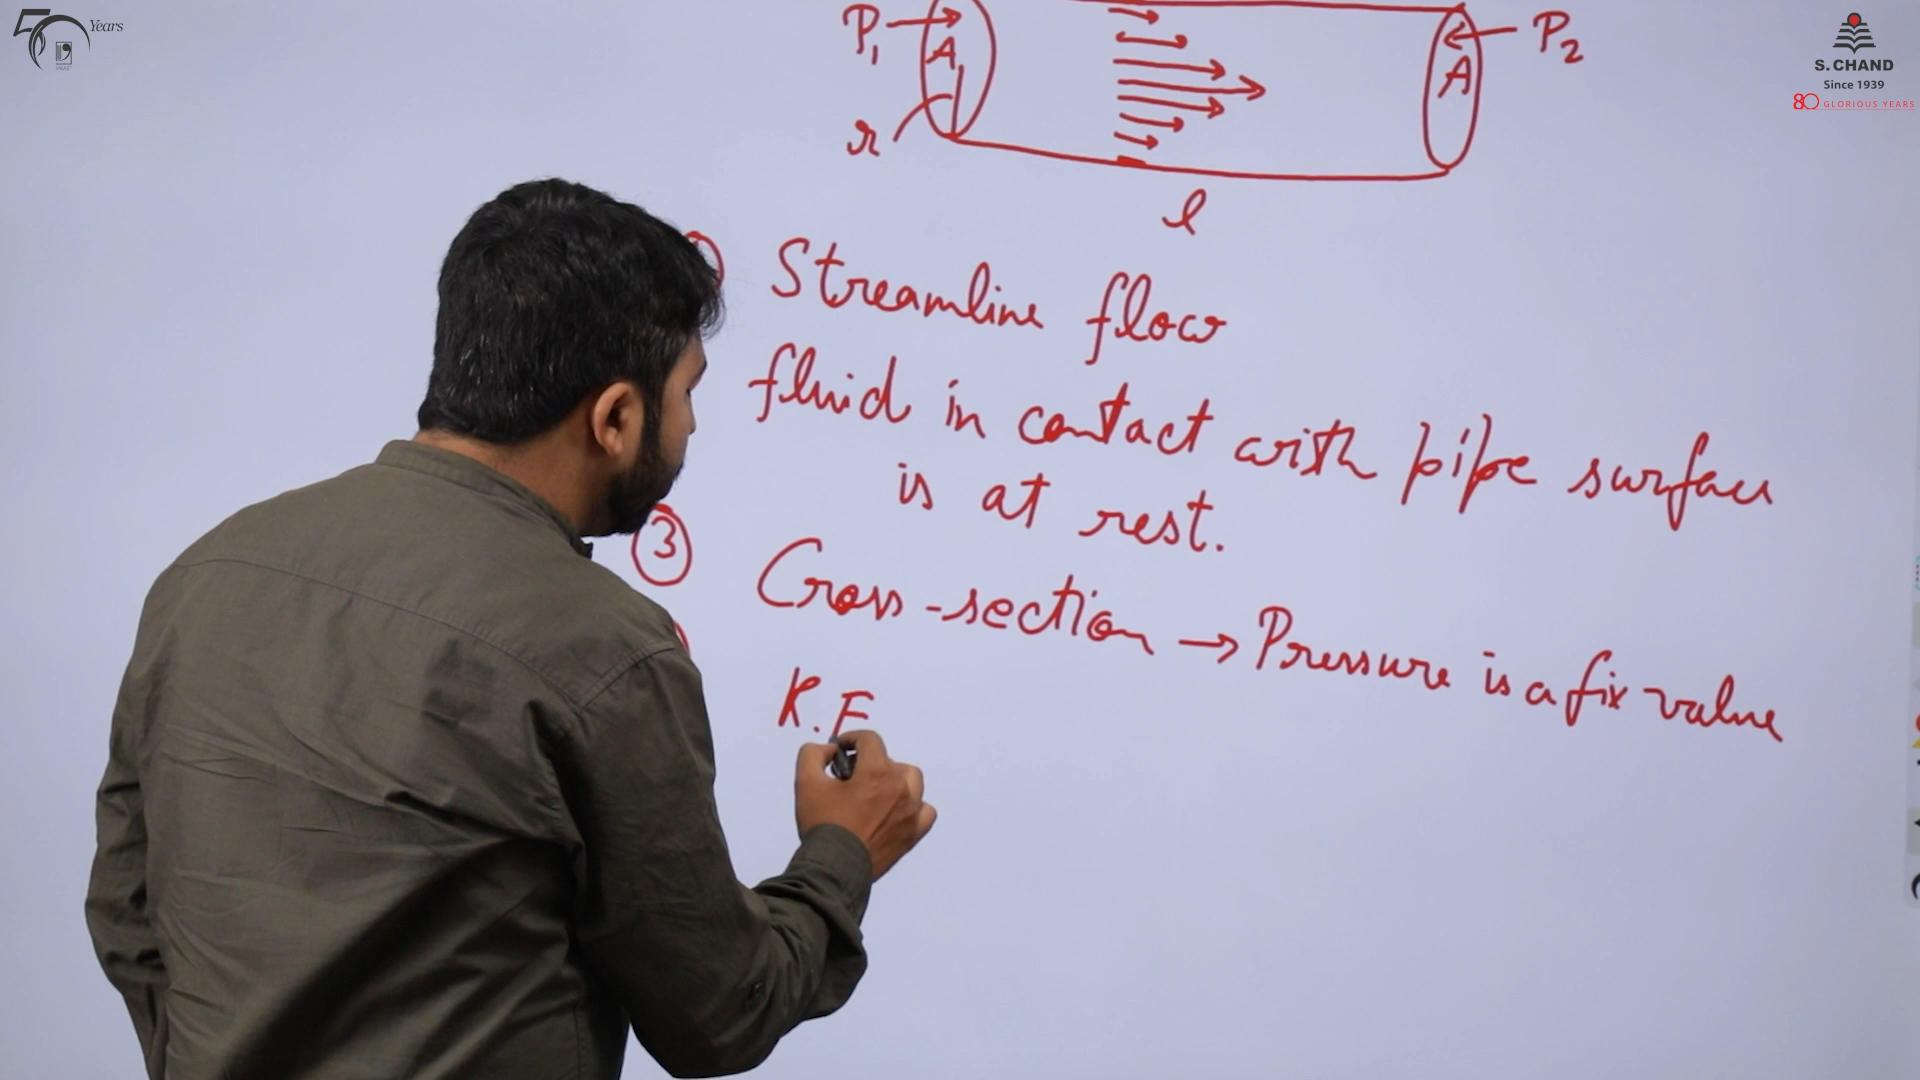 50 Years
S. CHAND
Since 1939
80 GLORIOUS YEARS
P1 A r
A P2
l
Streamline flow
fluid in contact with pipe surface
is at rest.
3 Cross-section → Pressure is a fix value
K.E